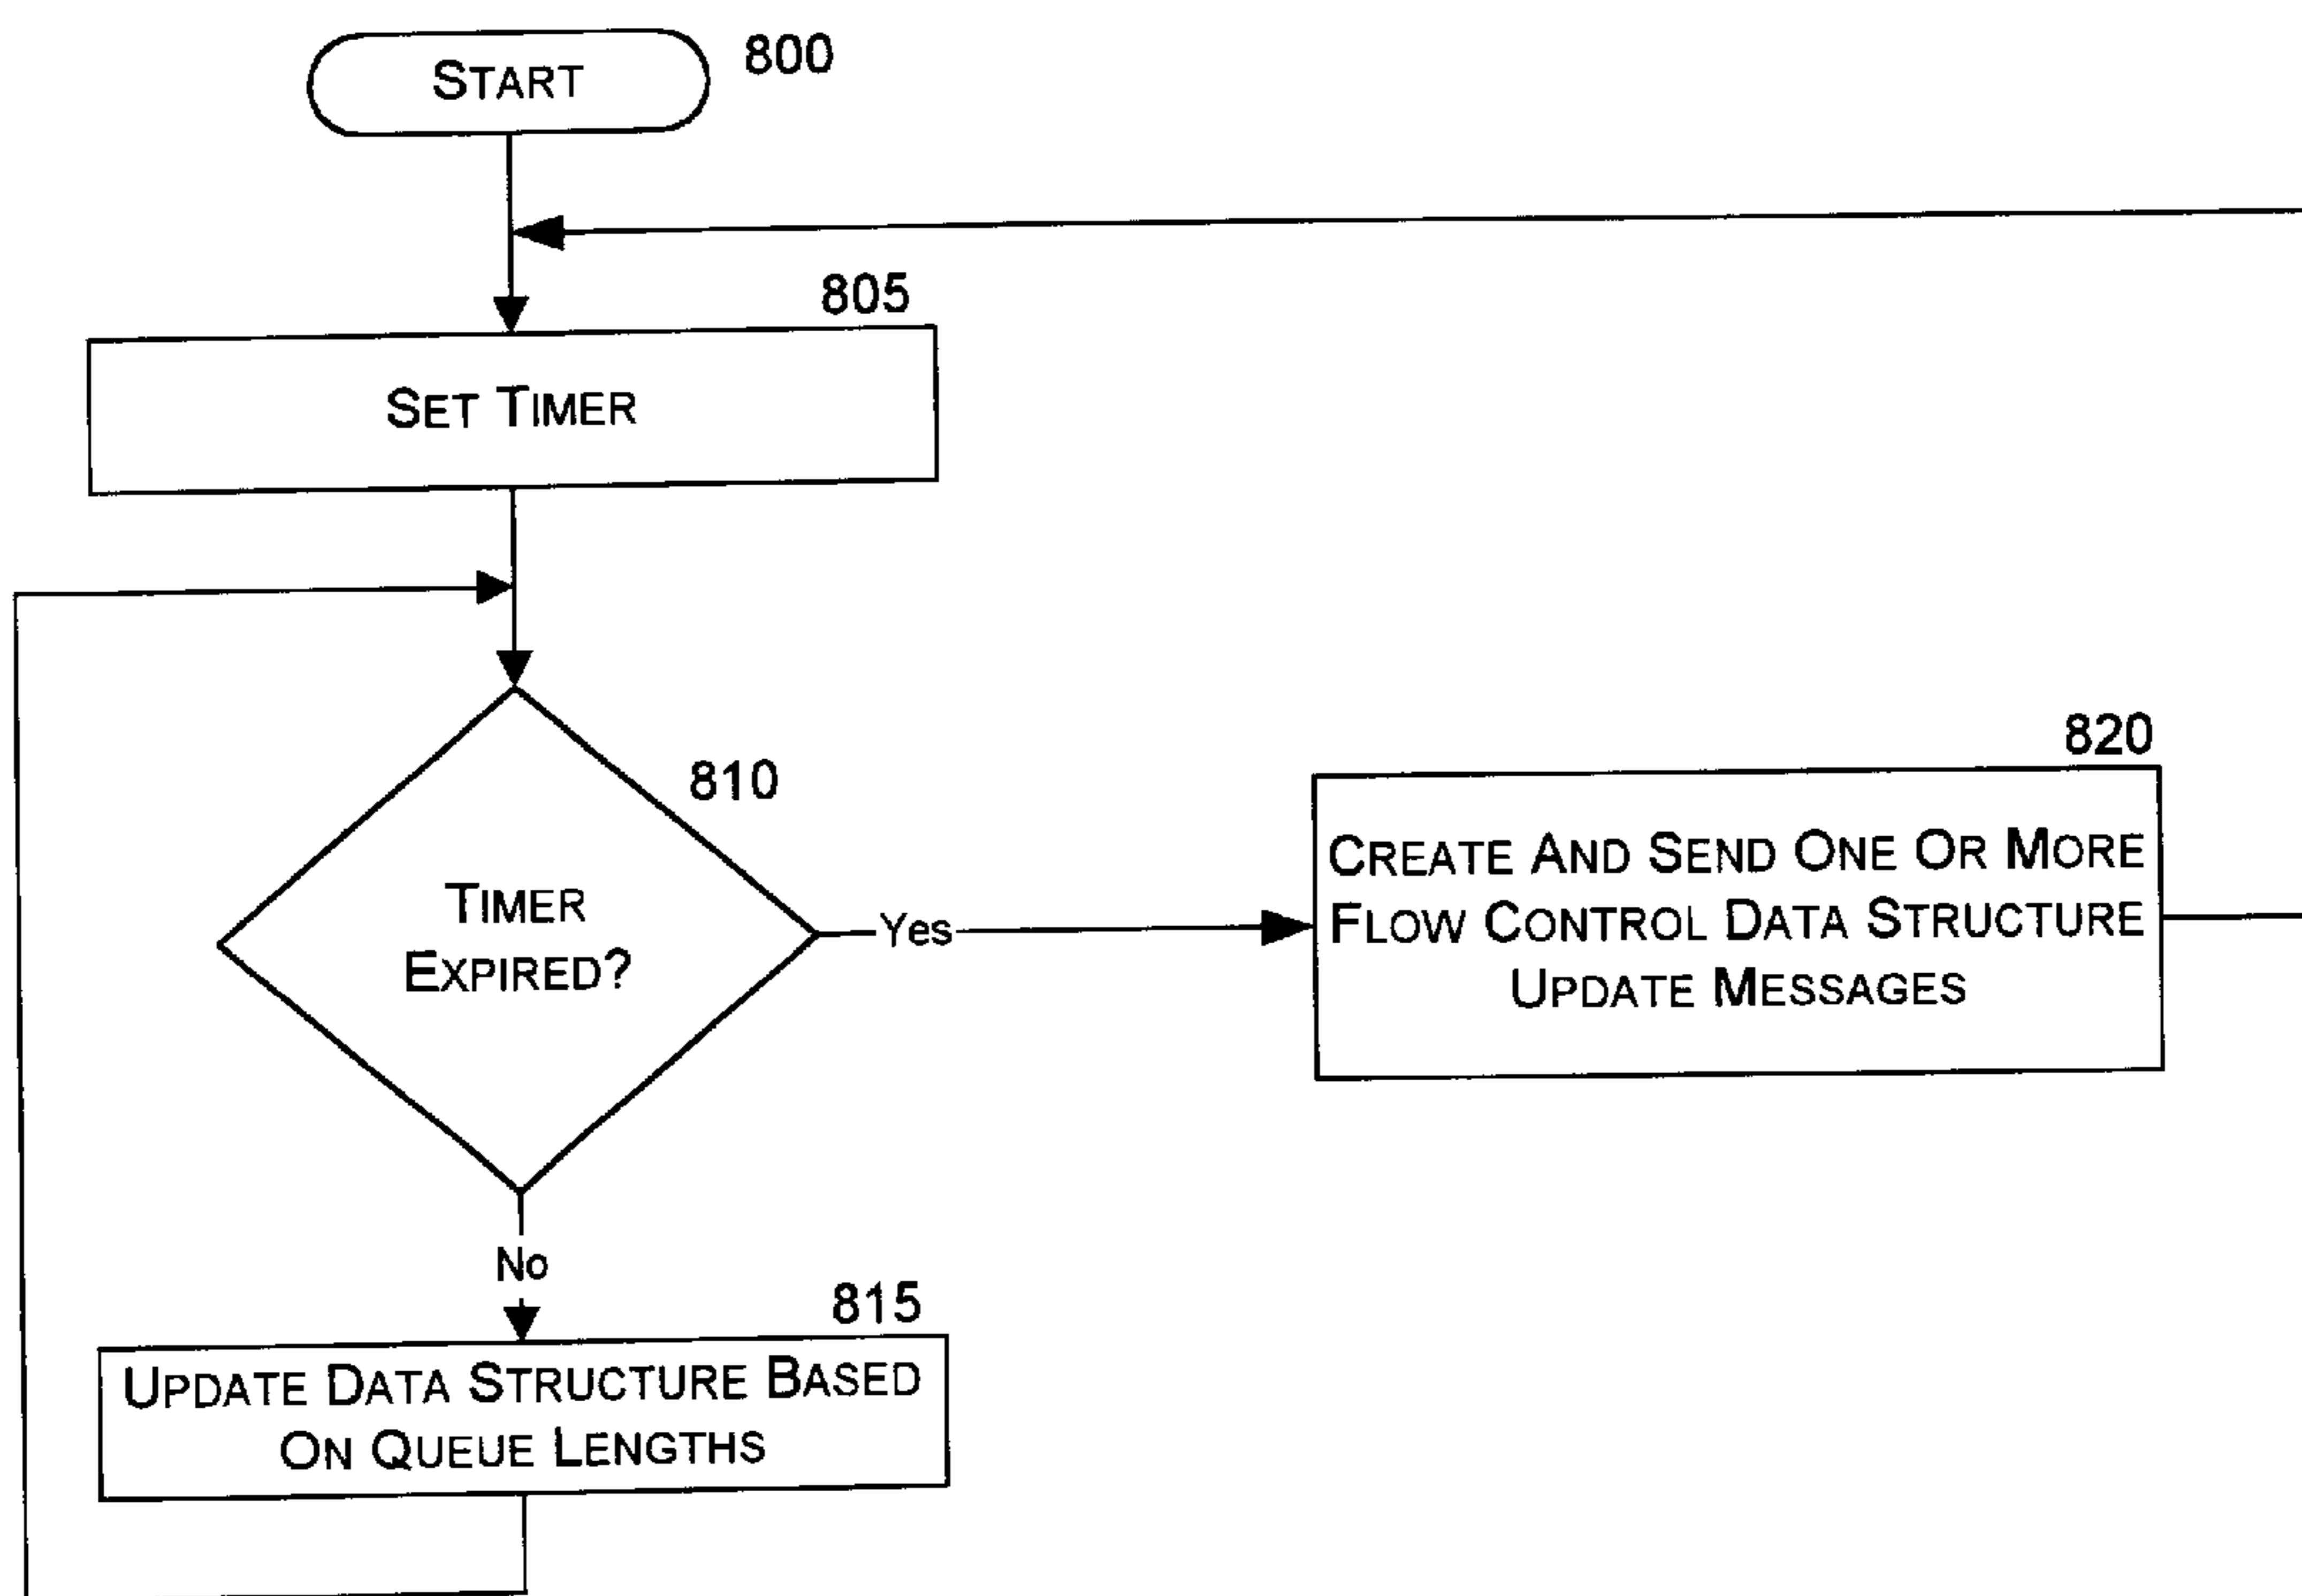 START
800
805
SET TIMER
810
TIMER
EXPIRED?
Yes
820
CREATE AND SEND ONE OR MORE
FLOW CONTROL DATA STRUCTURE
UPDATE MESSAGES
No
815
UPDATE DATA STRUCTURE BASED
ON QUEUE LENGTHS